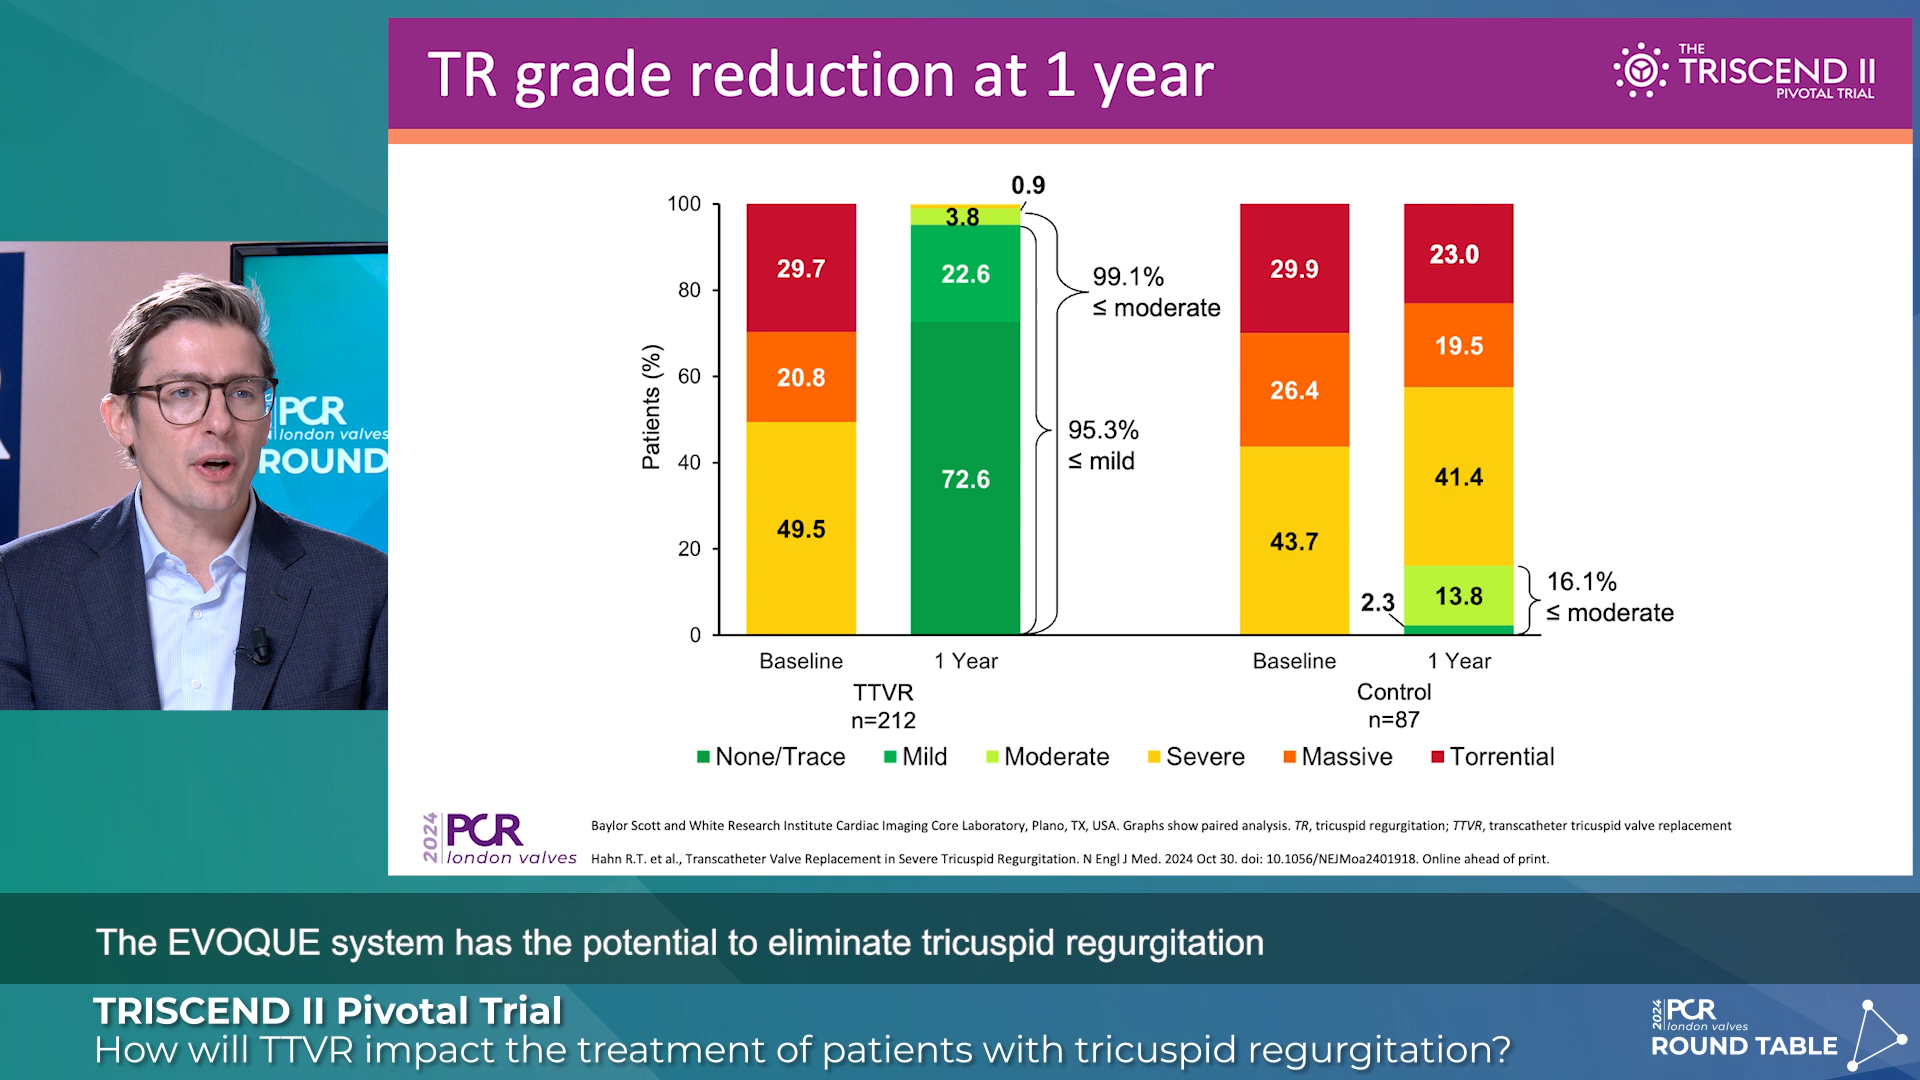 TR grade reduction at 1 year
THE
TRISCEND II
PIVOTAL TRIAL
Patients (%)
100
80
60
40
20
0
29.7
20.8
49.5
0.9
3.8
22.6
72.6
99.1%
≤ moderate
95.3%
≤ mild
29.9
26.4
43.7
23.0
19.5
41.4
13.8
2.3
16.1%
≤ moderate
Baseline
1 Year
Baseline
1 Year
TTVR
n=212
Control
n=87
None/Trace
Mild
Moderate
Severe
Massive
Torrential
2024
PCR
london valves
Baylor Scott and White Research Institute Cardiac Imaging Core Laboratory, Plano, TX, USA. Graphs show paired analysis. TR, tricuspid regurgitation; TTVR, transcatheter tricuspid valve replacement
Hahn R.T. et al., Transcatheter Valve Replacement in Severe Tricuspid Regurgitation. N Engl J Med. 2024 Oct 30. doi: 10.1056/NEJMoa2401918. Online ahead of print.
PCR
london valves
ROUND
The EVOQUE system has the potential to eliminate tricuspid regurgitation
TRISCEND II Pivotal Trial
How will TTVR impact the treatment of patients with tricuspid regurgitation?
2024
PCR
london valves
ROUND TABLE